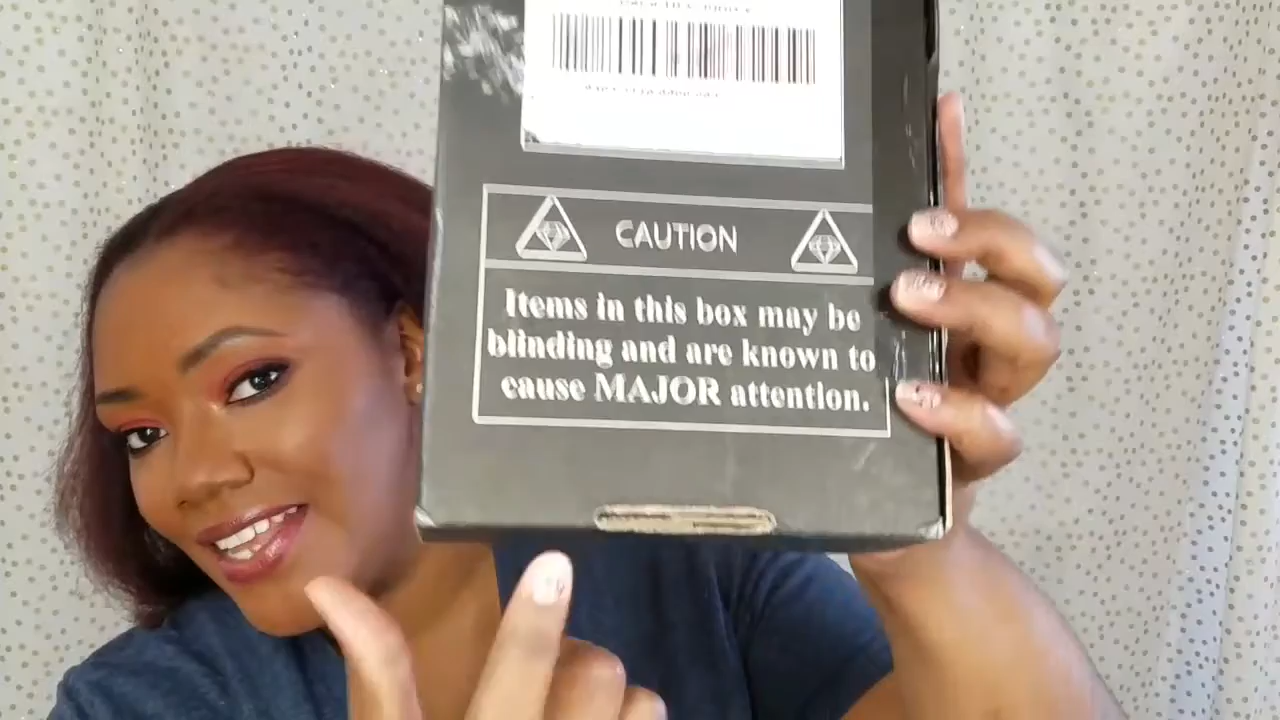 CAUTION
Items in this box may be
blinding and are known to
cause MAJOR attention.